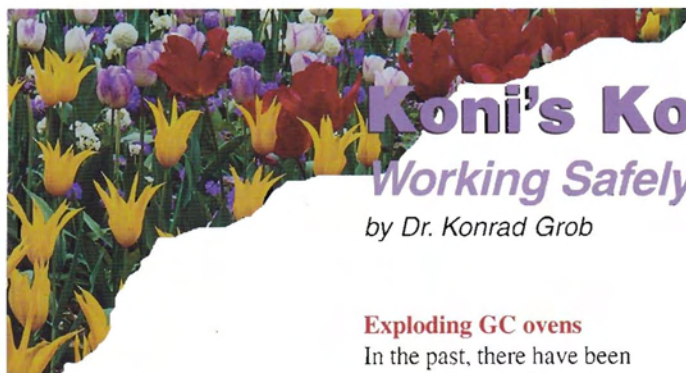 Koni's Ko
Working Safely
by Dr. Konrad Grob
Exploding GC ovens
In the past, there have been